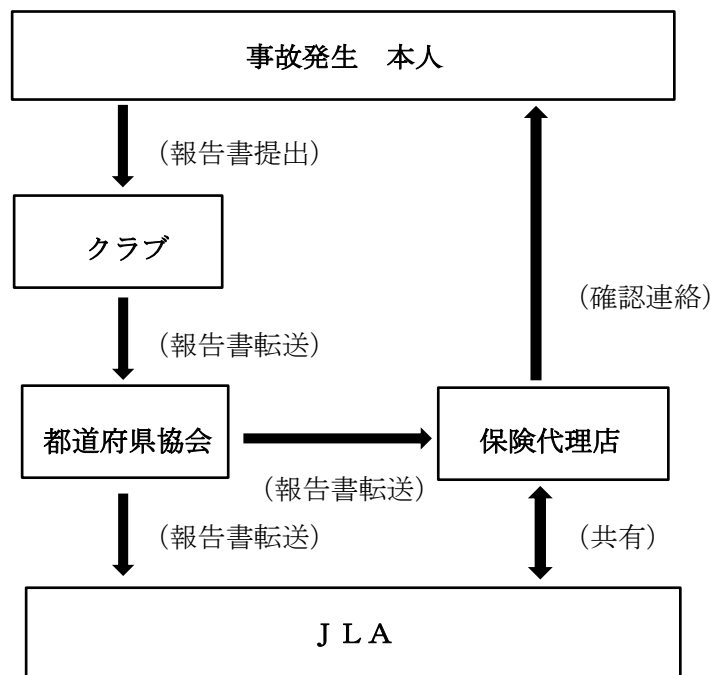 事故発生　本人
（報告書提出）
クラブ
（確認連絡）
（報告書転送）
都道府県協会
保険代理店
（報告書転送）
（報告書転送）
（共有）
ＪＬＡ